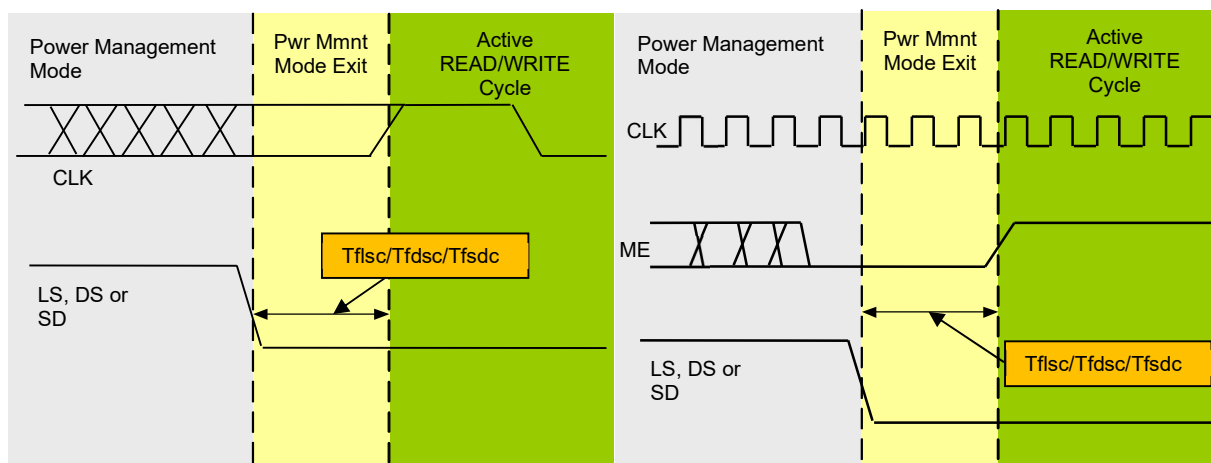 Power Management
Mode
Pwr Mmnt
Mode Exit
Active
READ/WRITE
Cycle
CLK
Tflsc/Tfdsc/Tfsdc
LS, DS or
SD
Power Management
Mode
Pwr Mmnt
Mode Exit
Active
READ/WRITE
Cycle
CLK
ME
Tflsc/Tfdsc/Tfsdc
LS, DS or
SD